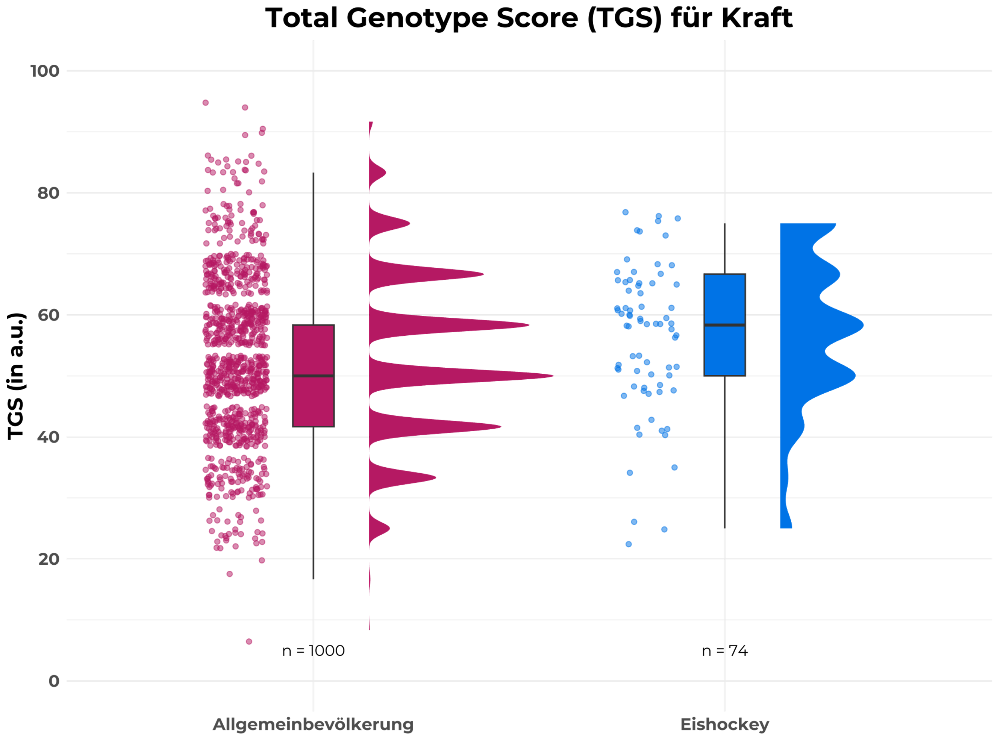 Total Genotype Score (TGS) für Kraft
TGS (in a.u.)
100
80
60
40
20
0
n = 1000
n = 74
Allgemeinbevölkerung
Eishockey